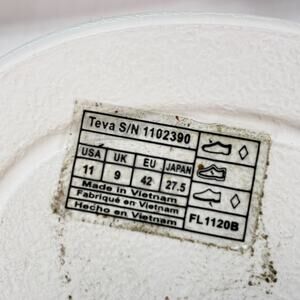 Teva S/N 1102390
USA UK EU JAPAN
11 9 42 27.5
Made in Vietnam
Fabriqué en Vietnam
Hecho en Vietnam
FL1120B